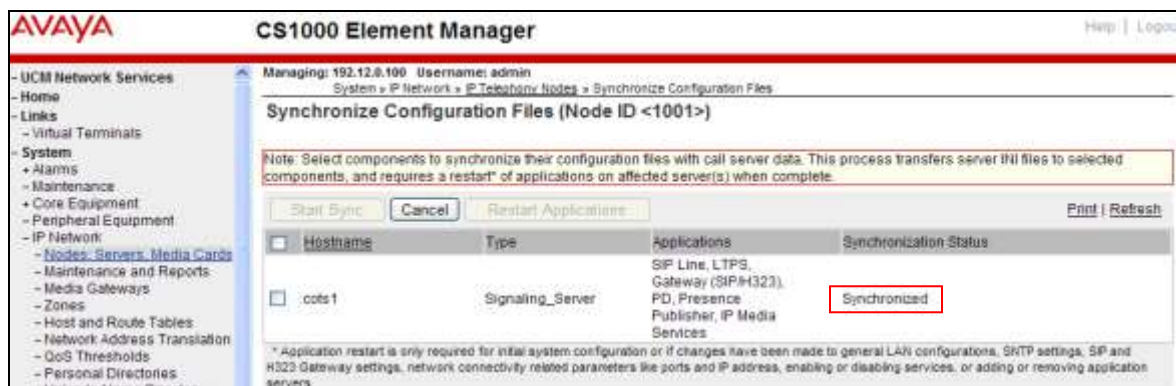 AVAYA
CS1000 Element Manager
Help | Logout
- UCM Network Services
- Home
- Links
- Virtual Terminals
- System
+ Alarms
- Maintenance
+ Core Equipment
- Peripheral Equipment
- IP Network
- Nodes: Servers, Media Cards
- Maintenance and Reports
- Media Gateways
- Zones
- Host and Route Tables
- Network Address Translation
- QoS Thresholds
- Personal Directories
Managing: 192.12.0.100 Username: admin
System » IP Network » IP Telephony Nodes » Synchronize Configuration Files
Synchronize Configuration Files (Node ID <1001>)
Note: Select components to synchronize their configuration files with call server data. This process transfers server INI files to selected
components, and requires a restart* of applications on affected server(s) when complete.
Start Sync Cancel Restart Applications Print | Refresh
Hostname Type Applications Synchronization Status
cots1 Signaling_Server
SIP Line, LTPS,
Gateway (SIP/H323),
PD, Presence
Publisher, IP Media
Services
Synchronized
* Application restart is only required for initial system configuration or if changes have been made to general LAN configurations, SNTP settings, SIP and
H323 Gateway settings, network connectivity related parameters like ports and IP address, enabling or disabling services, or adding or removing application
servers.